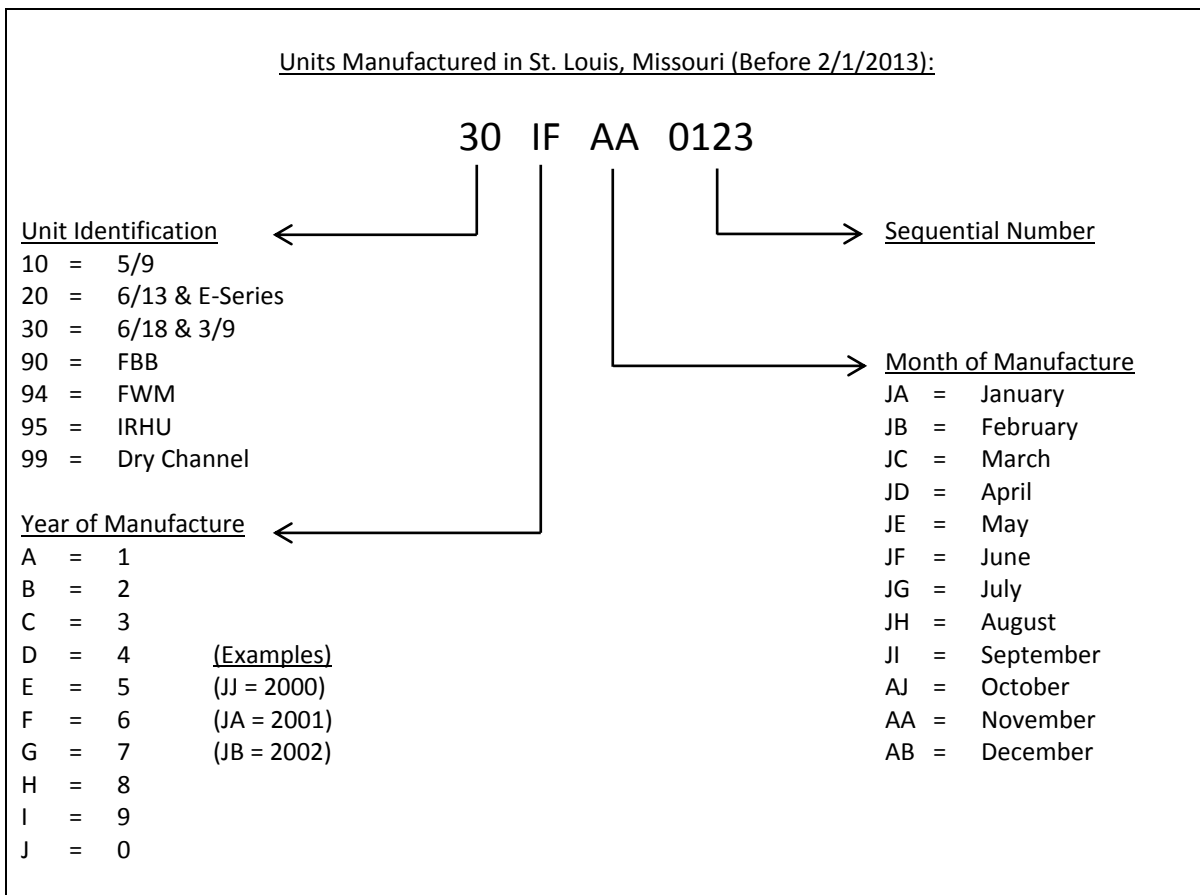 Units Manufactured in St. Louis, Missouri (Before 2/1/2013):
30 IF AA 0123
Unit Identification
10 = 5/9
20 = 6/13 & E-Series
30 = 6/18 & 3/9
90 = FBB
94 = FWM
95 = IRHU
99 = Dry Channel
Year of Manufacture
A = 1
B = 2
C = 3
D = 4 (Examples)
E = 5 (JJ = 2000)
F = 6 (JA = 2001)
G = 7 (JB = 2002)
H = 8
I = 9
J = 0
Sequential Number
Month of Manufacture
JA = January
JB = February
JC = March
JD = April
JE = May
JF = June
JG = July
JH = August
JI = September
AJ = October
AA = November
AB = December